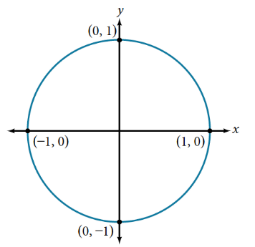 y
(0, 1)
x
(−1, 0)
(1, 0)
(0, −1)